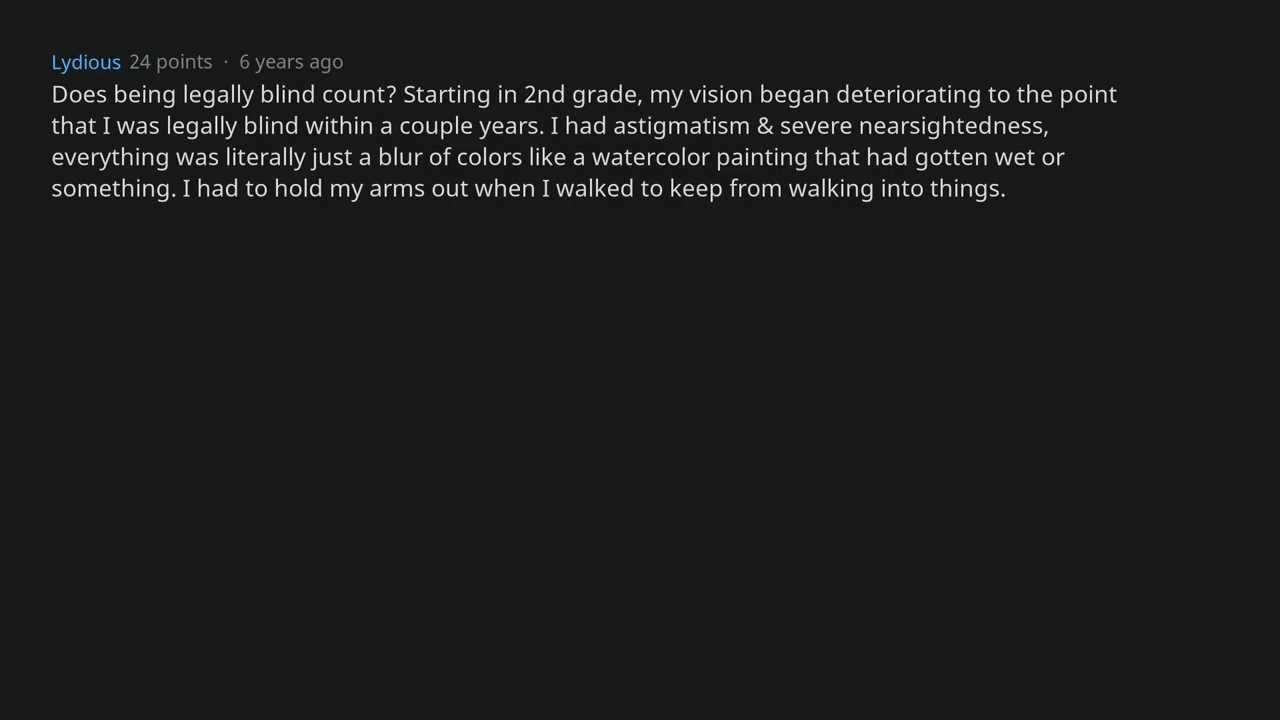 Lydious 24 points · 6 years ago
Does being legally blind count? Starting in 2nd grade, my vision began deteriorating to the point
that I was legally blind within a couple years. I had astigmatism & severe nearsightedness,
everything was literally just a blur of colors like a watercolor painting that had gotten wet or
something. I had to hold my arms out when I walked to keep from walking into things.